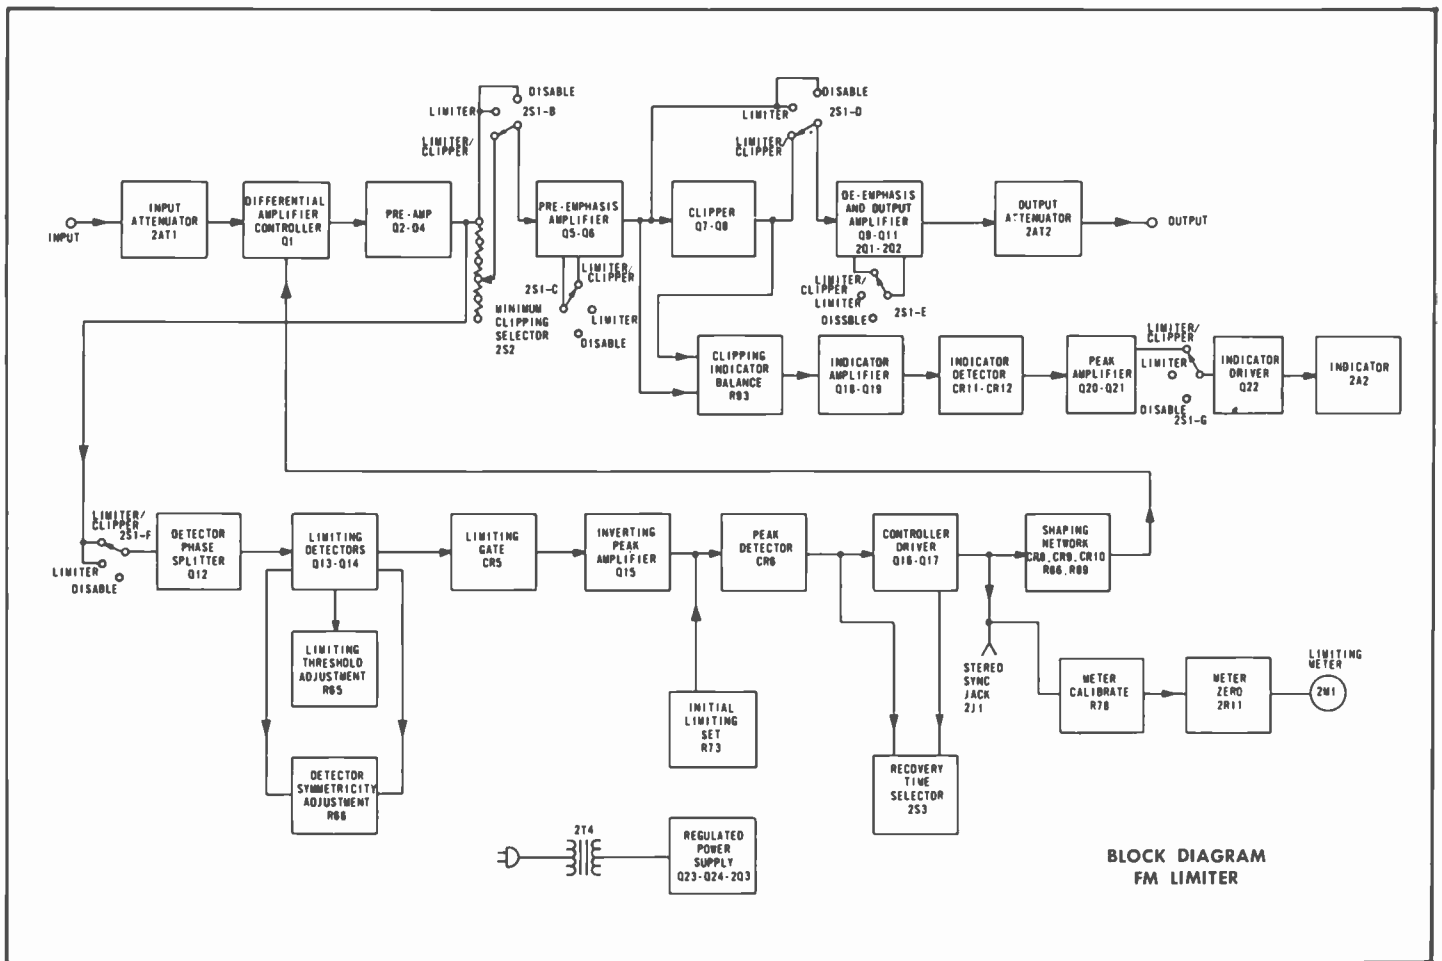 DISABLE
LIMITER
2S1-B
LIMITER/
CLIPPER
DISABLE
LIMITER
2S1-D
LIMITER/
CLIPPER
INPUT
INPUT
ATTENUATOR
2AT1
DIFFERENTIAL
AMPLIFIER
CONTROLLER
Q1
PRE-AMP
Q2-Q4
PRE-EMPHASIS
AMPLIFIER
Q5-Q6
CLIPPER
Q7-Q8
DE-EMPHASIS
AND OUTPUT
AMPLIFIER
Q9-Q11
2Q1-2Q2
OUTPUT
ATTENUATOR
2AT2
OUTPUT
LIMITER/
CLIPPER
2S1-C
LIMITER
DISABLE
MINIMUM
CLIPPING
SELECTOR
2S2
LIMITER/
CLIPPER
LIMITER
DISSBLE
2S1-E
CLIPPING
INDICATOR
BALANCE
R93
INDICATOR
AMPLIFIER
Q18-Q19
INDICATOR
DETECTOR
CR11-CR12
PEAK
AMPLIFIER
Q20-Q21
LIMITER/
CLIPPER
LIMITER
DISABLE
2S1-G
INDICATOR
DRIVER
Q22
INDICATOR
2A2
LIMITER/
CLIPPER
2S1-F
LIMITER
DISABLE
DETECTOR
PHASE
SPLITTER
Q12
LIMITING
DETECTORS
Q13-Q14
LIMITING
GATE
CR5
INVERTING
PEAK
AMPLIFIER
Q15
PEAK
DETECTOR
CR6
CONTROLLER
DRIVER
Q16-Q17
SHAPING
NETWORK
CR8, CR9, CR10
R86, R89
LIMITING
THRESHOLD
ADJUSTMENT
R65
INITIAL
LIMITING
SET
R73
STEREO
SYNC
JACK
2J1
METER
CALIBRATE
R78
METER
ZERO
2R11
LIMITING
METER
2M1
DETECTOR
SYMMETRICITY
ADJUSTMENT
R66
RECOVERY
TIME
SELECTOR
2S3
2T4
REGULATED
POWER
SUPPLY
Q23-Q24-2Q3
BLOCK DIAGRAM
FM LIMITER